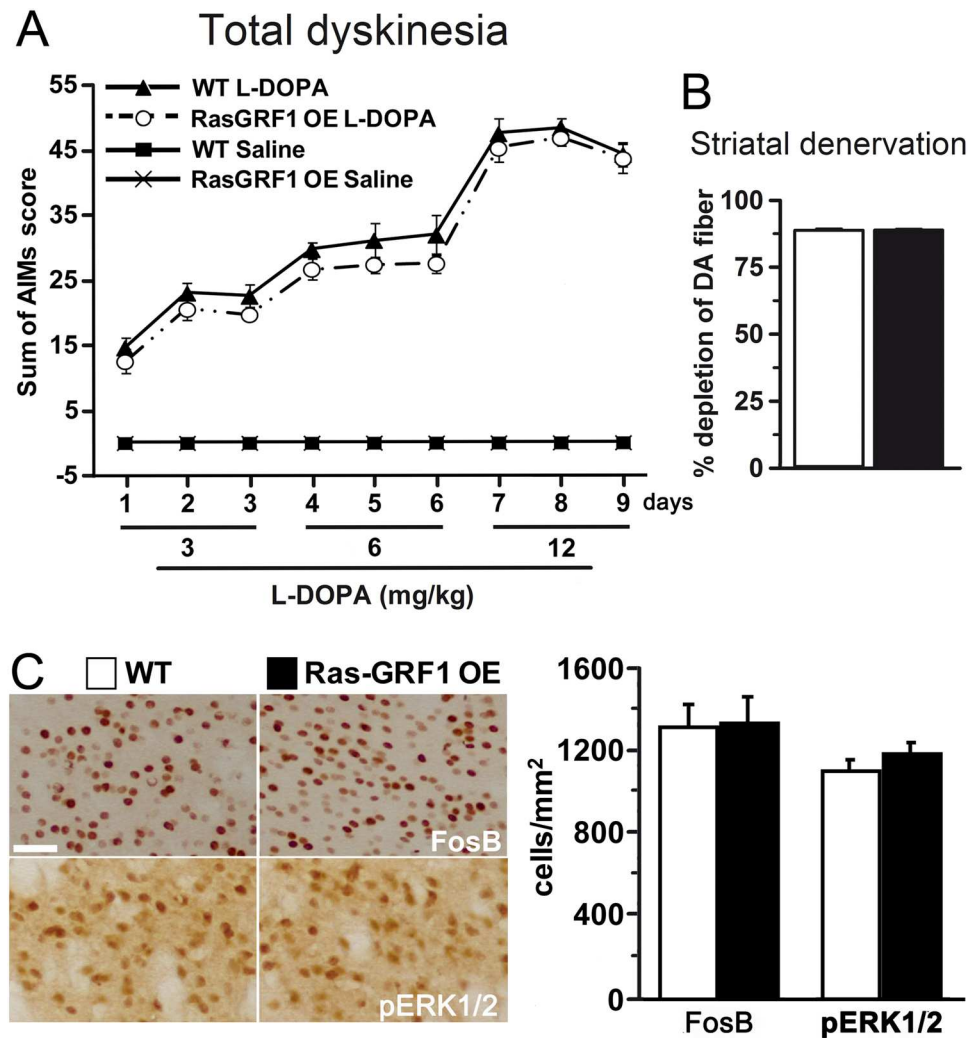 A
Total dyskinesia
WT L-DOPA
RasGRF1 OE L-DOPA
WT Saline
RasGRF1 OE Saline
Sum of AIMs score
55
45
35
25
15
5
-5
1 2 3 4 5 6 7 8 9 days
3 6 12
L-DOPA (mg/kg)
B
Striatal denervation
% depletion of DA fiber
100
75
50
25
0
C
WT
Ras-GRF1 OE
FosB
pERK1/2
cells/mm²
1600
1200
800
400
0
FosB pERK1/2